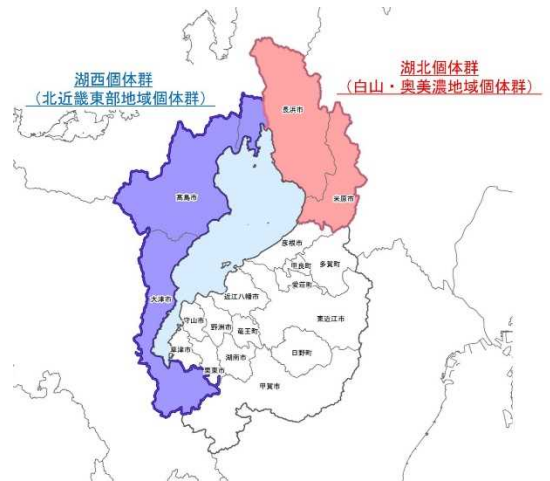 湖西個体群
（北近畿東部地域個体群）
湖北個体群
（白山・奥美濃地域個体群）
長浜市
高島市
米原市
彦根市
甲良町
多賀町
愛荘町
大津市
近江八幡市
東近江市
守山市
野洲市
竜王町
草津市
栗東市
湖南市
日野町
甲賀市